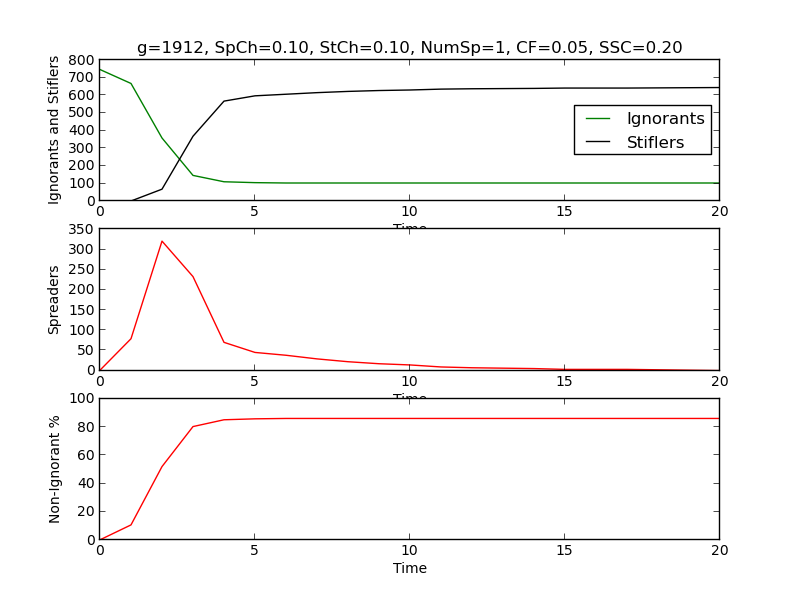 g=1912, SpCh=0.10, StCh=0.10, NumSp=1, CF=0.05, SSC=0.20
Ignorants and Stiflers
800
700
600
500
400
300
200
100
0
Ignorants
Stiflers
0 5 10 15 20
Time
Spreaders
350
300
250
200
150
100
50
0
0 5 10 15 20
Time
Non-Ignorant %
100
80
60
40
20
0
0 5 10 15 20
Time